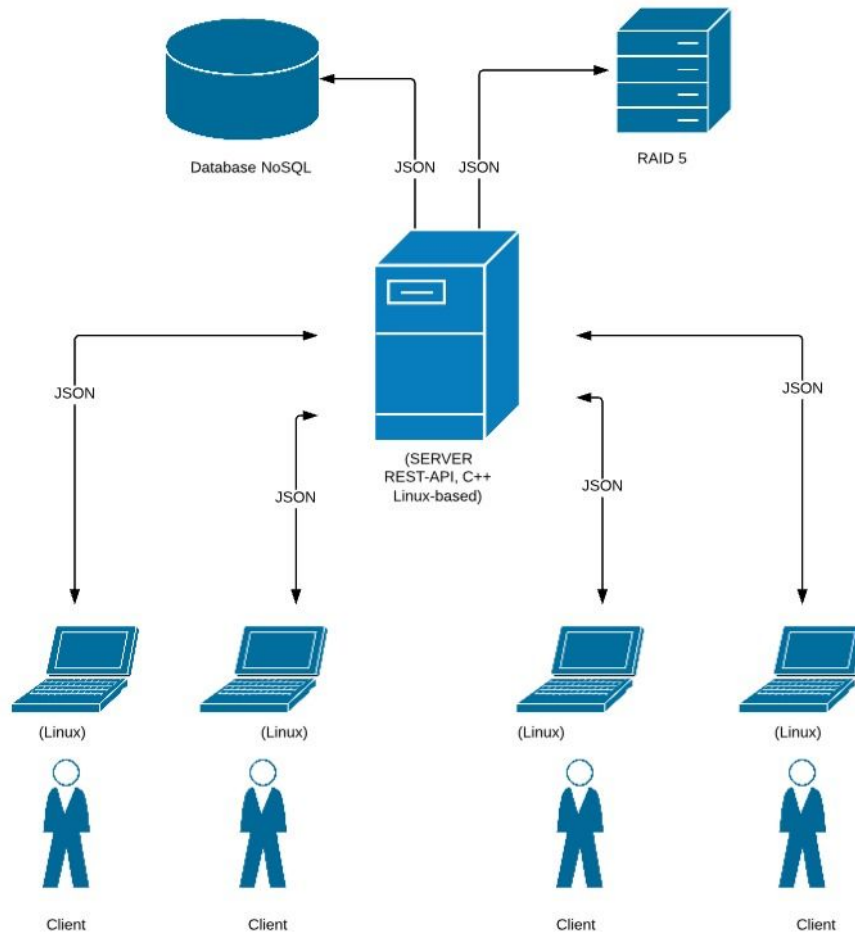 Database NoSQL
RAID 5
JSON
JSON
(SERVER
REST-API, C++
Linux-based)
JSON
JSON
JSON
JSON
(Linux)
(Linux)
(Linux)
(Linux)
Client
Client
Client
Client